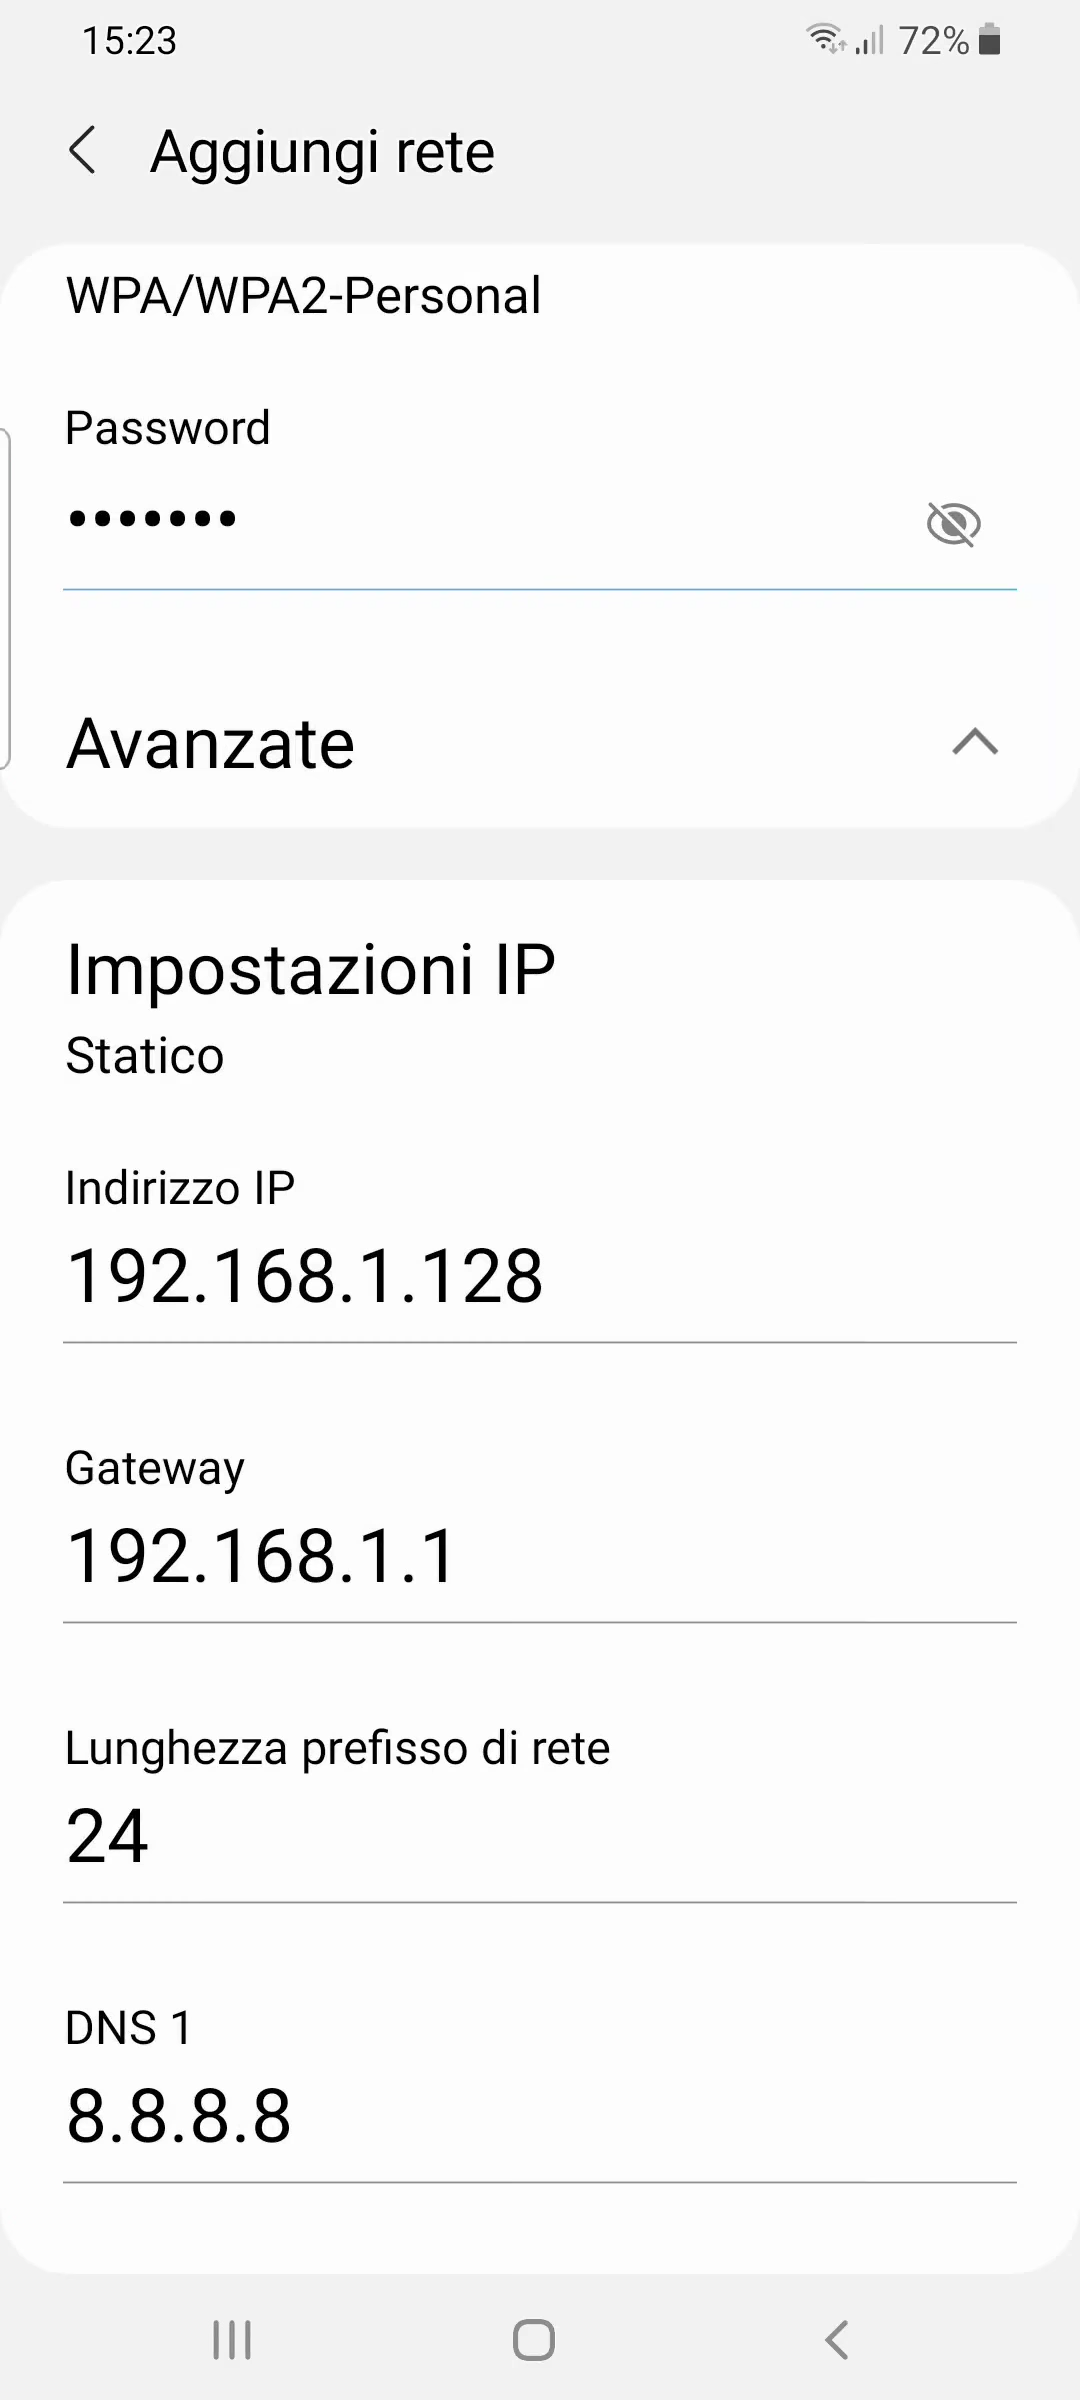 15:23
72%
Aggiungi rete
WPA/WPA2-Personal
Password
•••••••
Avanzate
Impostazioni IP
Statico
Indirizzo IP
192.168.1.128
Gateway
192.168.1.1
Lunghezza prefisso di rete
24
DNS 1
8.8.8.8